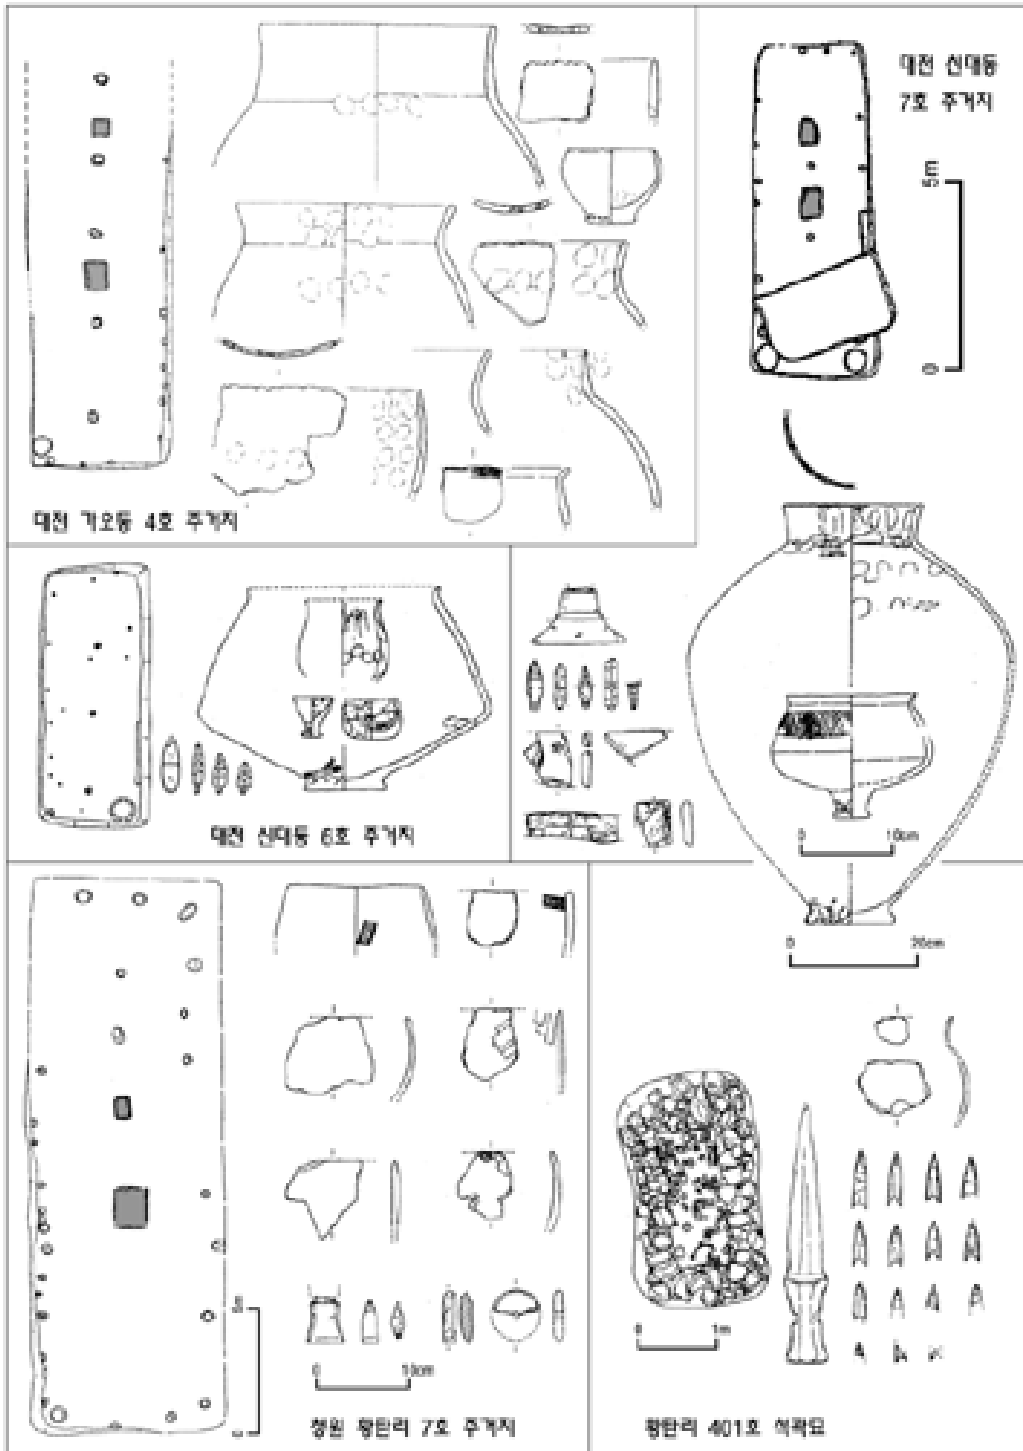 대전 신대동
7호 주거지
5m
0
대전 가오동 4호 주거지
대전 신대동 6호 주거지
0 10cm
0 20cm
0 1m
0 10cm
청원 황탄리 7호 주거지
황탄리 401호 석곽묘